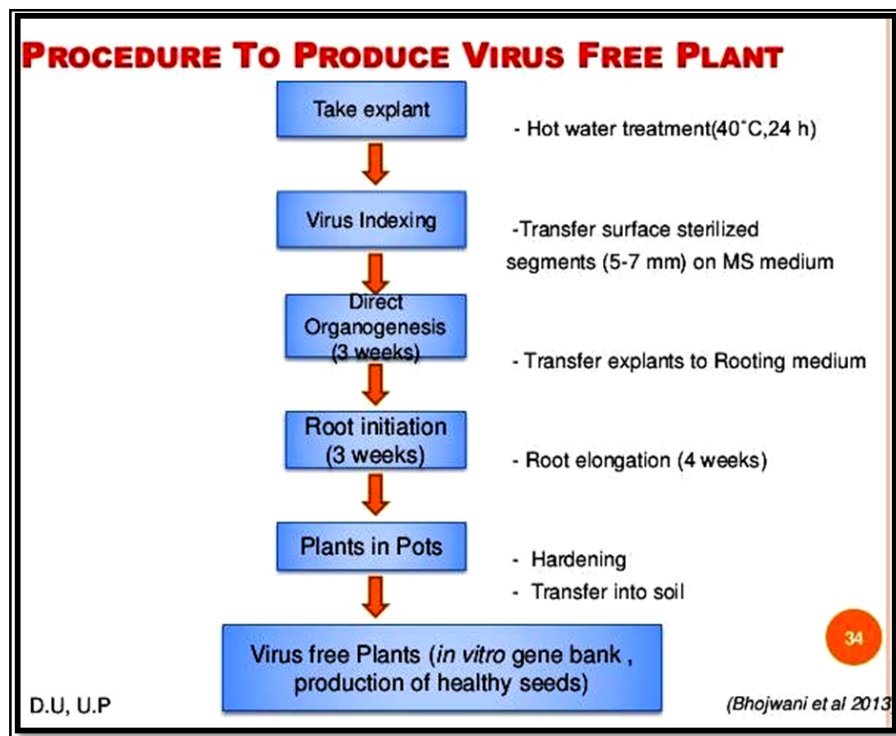 PROCEDURE TO PRODUCE VIRUS FREE PLANT
Take explant
- Hot water treatment(40˚C,24 h)
Virus Indexing
-Transfer surface sterilized
segments (5-7 mm) on MS medium
Direct
Organogenesis
(3 weeks)
- Transfer explants to Rooting medium
Root initiation
(3 weeks)
- Root elongation (4 weeks)
Plants in Pots
- Hardening
- Transfer into soil
Virus free Plants (in vitro gene bank ,
production of healthy seeds)
34
D.U, U.P
(Bhojwani et al 2013